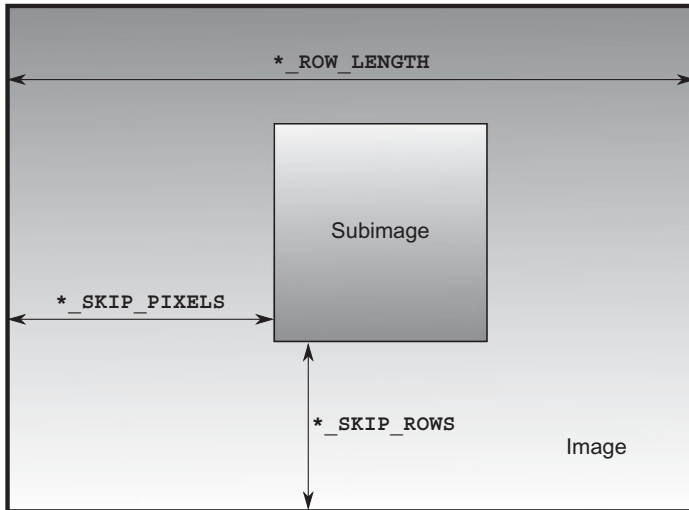 *_ROW_LENGTH
Subimage
*_SKIP_PIXELS
*_SKIP_ROWS
Image